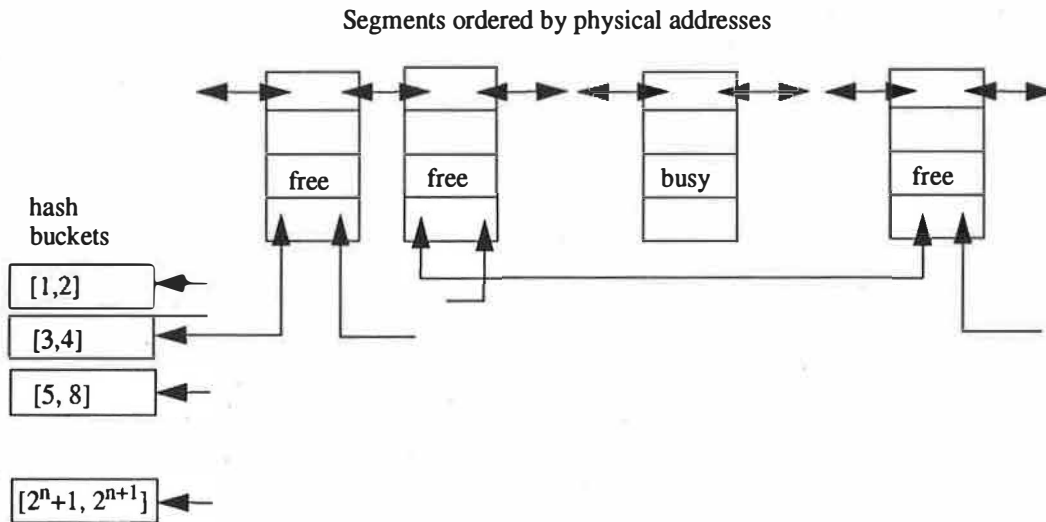 Segments ordered by physical addresses
free
free
busy
free
hash
buckets
[1,2]
[3,4]
[5, 8]
[2ⁿ+1, 2ⁿ⁺¹]